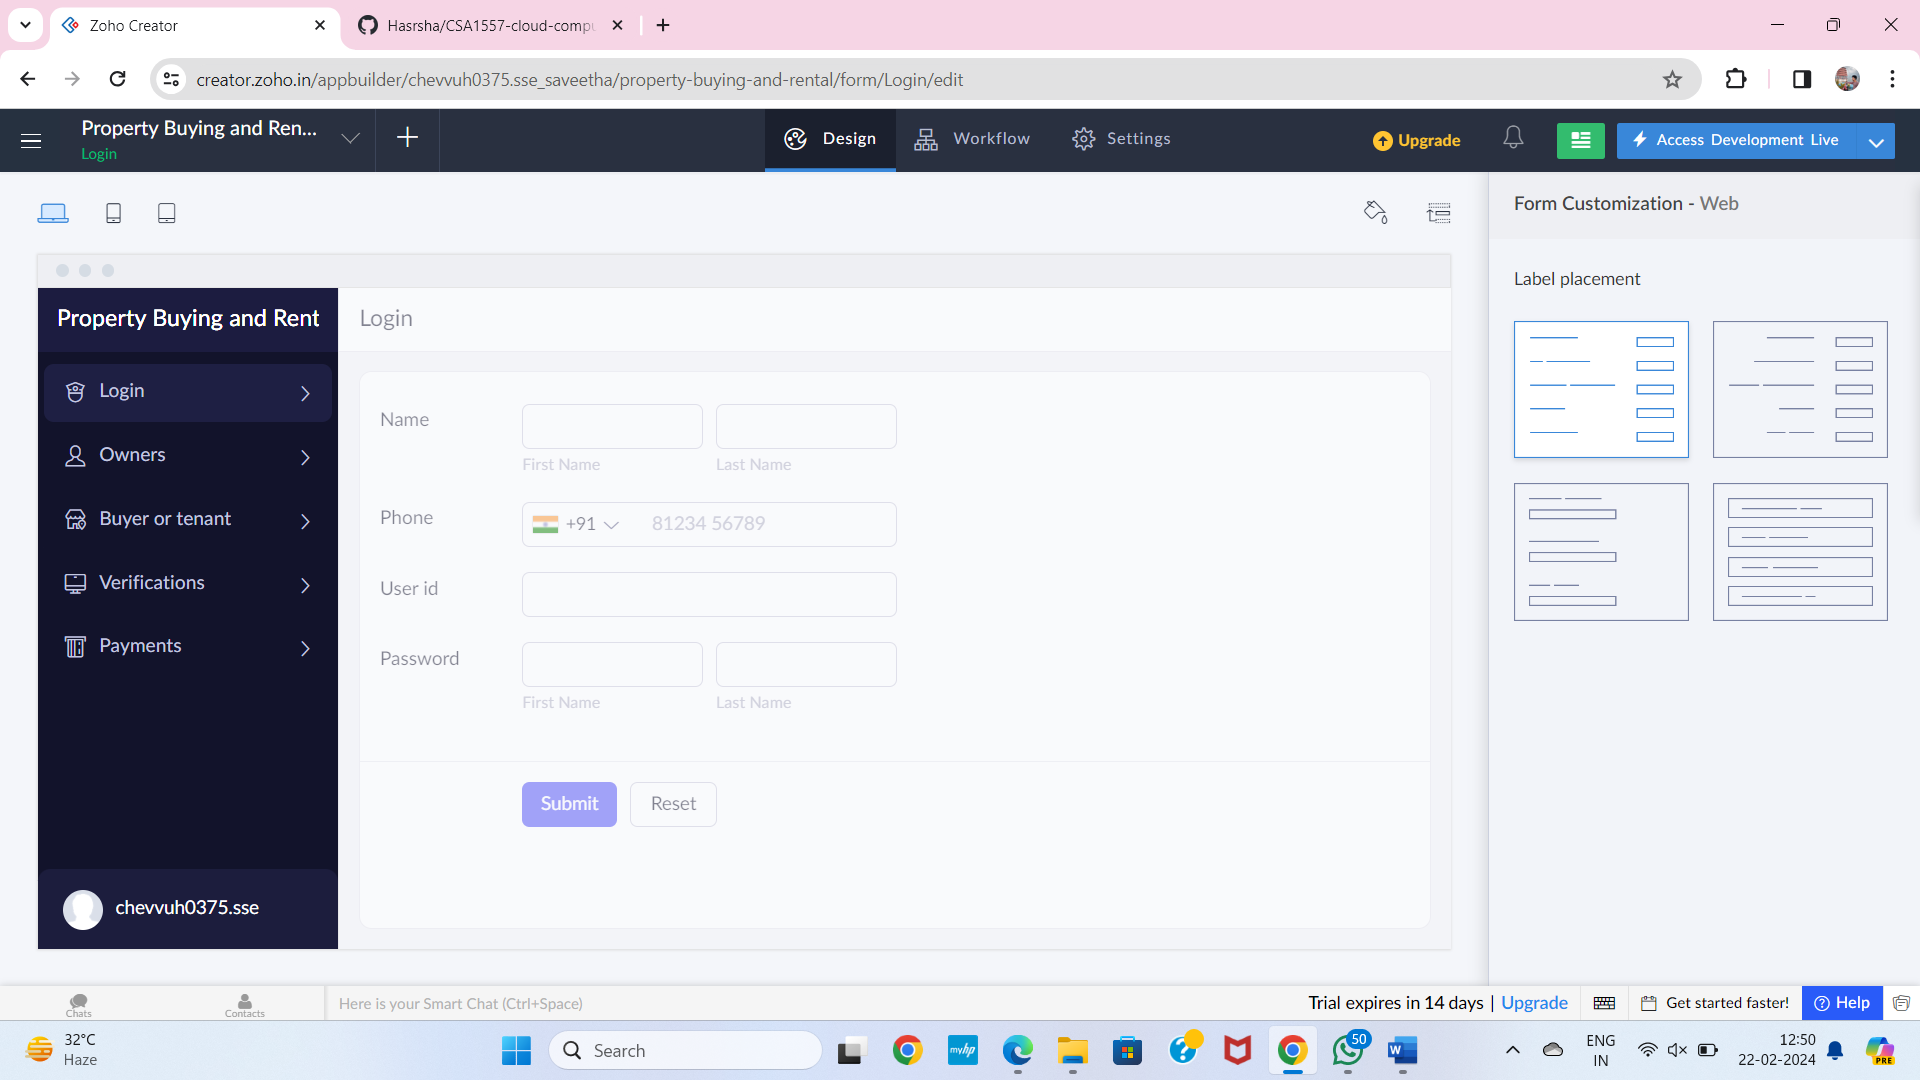 Zoho Creator
Hasrsha/CSA1557-cloud-comp
creator.zoho.in/appbuilder/chevvuh0375.sse_saveetha/property-buying-and-rental/form/Login/edit
Property Buying and Ren...
Login
Design
Workflow
Settings
Upgrade
Access Development Live
Form Customization - Web
Label placement
Property Buying and Rent
Login
Login
Owners
Buyer or tenant
Verifications
Payments
chevvuh0375.sse
Name
First Name
Last Name
Phone
+91
81234 56789
User id
Password
First Name
Last Name
Submit
Reset
Chats
Contacts
Here is your Smart Chat (Ctrl+Space)
Trial expires in 14 days | Upgrade
Get started faster!
Help
32°C
Haze
Search
myhp
50
W
ENG
IN
12:50
22-02-2024
PRE